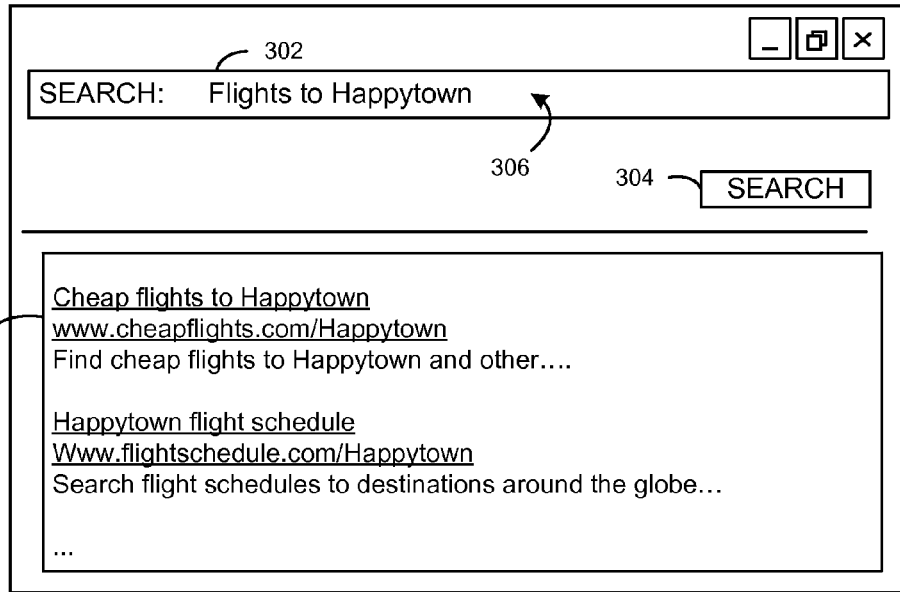 302
SEARCH: Flights to Happytown
306
304
SEARCH
Cheap flights to Happytown
www.cheapflights.com/Happytown
Find cheap flights to Happytown and other....
Happytown flight schedule
Www.flightschedule.com/Happytown
Search flight schedules to destinations around the globe...
...